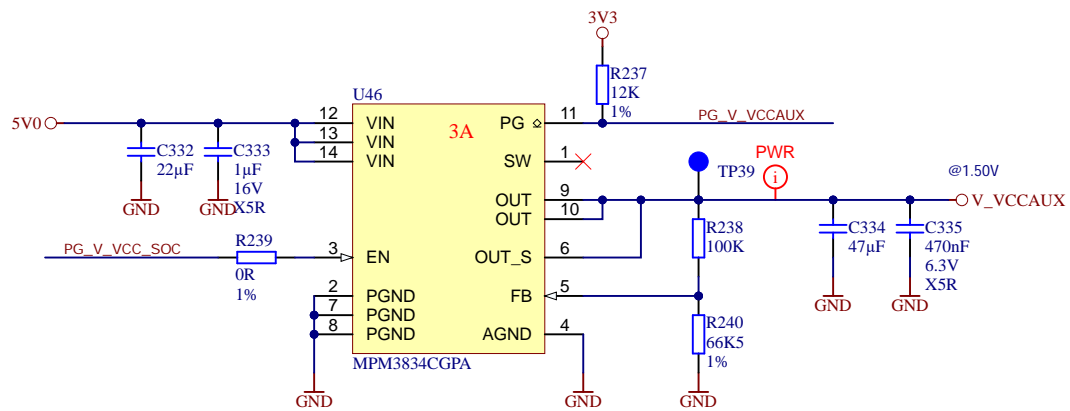 3V3
R237
12K
1%
U46
5V0
12
VIN
13
VIN
14
VIN
3A
PG
11
PG_V_VCCAUX
C332
22µF
C333
1µF
16V
X5R
GND
GND
SW
1
TP39
PWR
i
@1.50V
V_VCCAUX
OUT
9
OUT
10
R238
100K
C334
47µF
C335
470nF
6.3V
X5R
PG_V_VCC_SOC
R239
0R
1%
3
EN
OUT_S
6
2
PGND
7
PGND
8
PGND
FB
5
AGND
4
R240
66K5
1%
GND
GND
MPM3834CGPA
GND
GND
GND